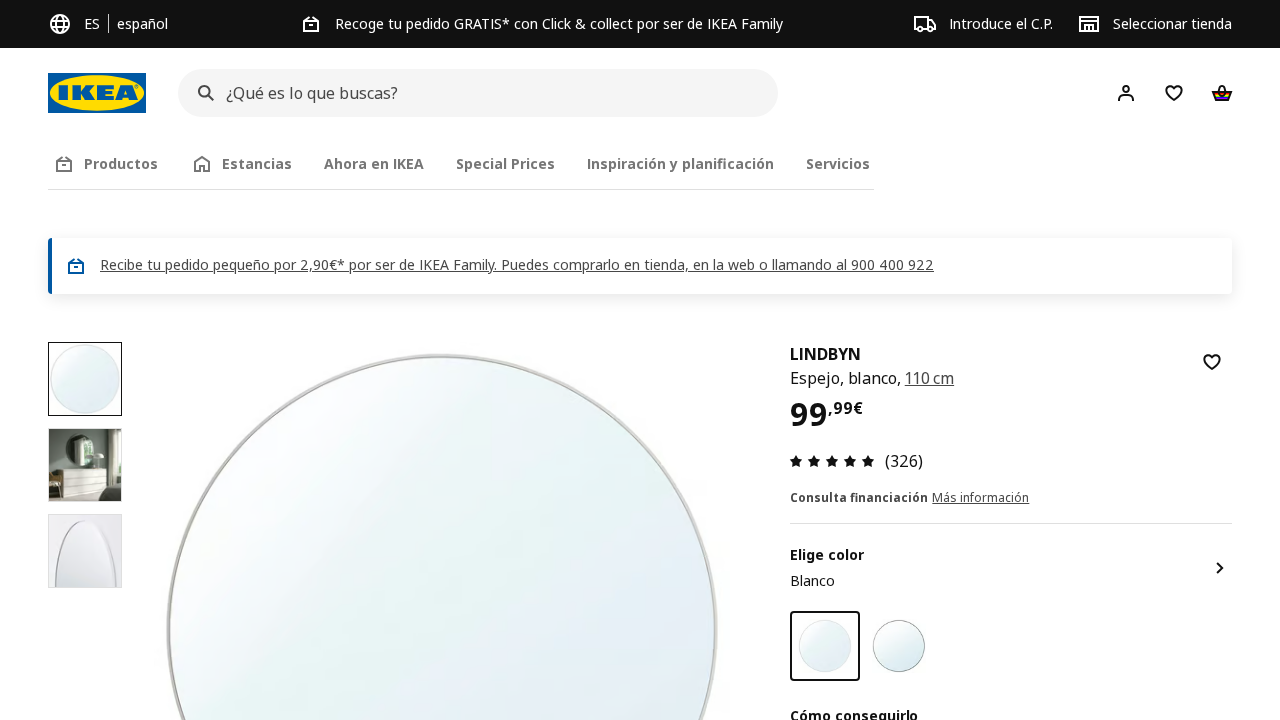 ES español
Recoge tu pedido GRATIS* con Click & collect por ser de IKEA Family
Introduce el C.P.
Seleccionar tienda
IKEA
¿Qué es lo que buscas?
Productos
Estancias
Ahora en IKEA
Special Prices
Inspiración y planificación
Servicios
Recibe tu pedido pequeño por 2,90€* por ser de IKEA Family. Puedes comprarlo en tienda, en la web o llamando al 900 400 922
LINDBYN
Espejo, blanco, 110 cm
99,99€
(326)
Consulta financiación Más información
Elige color
Blanco
Cómo conseguirlo